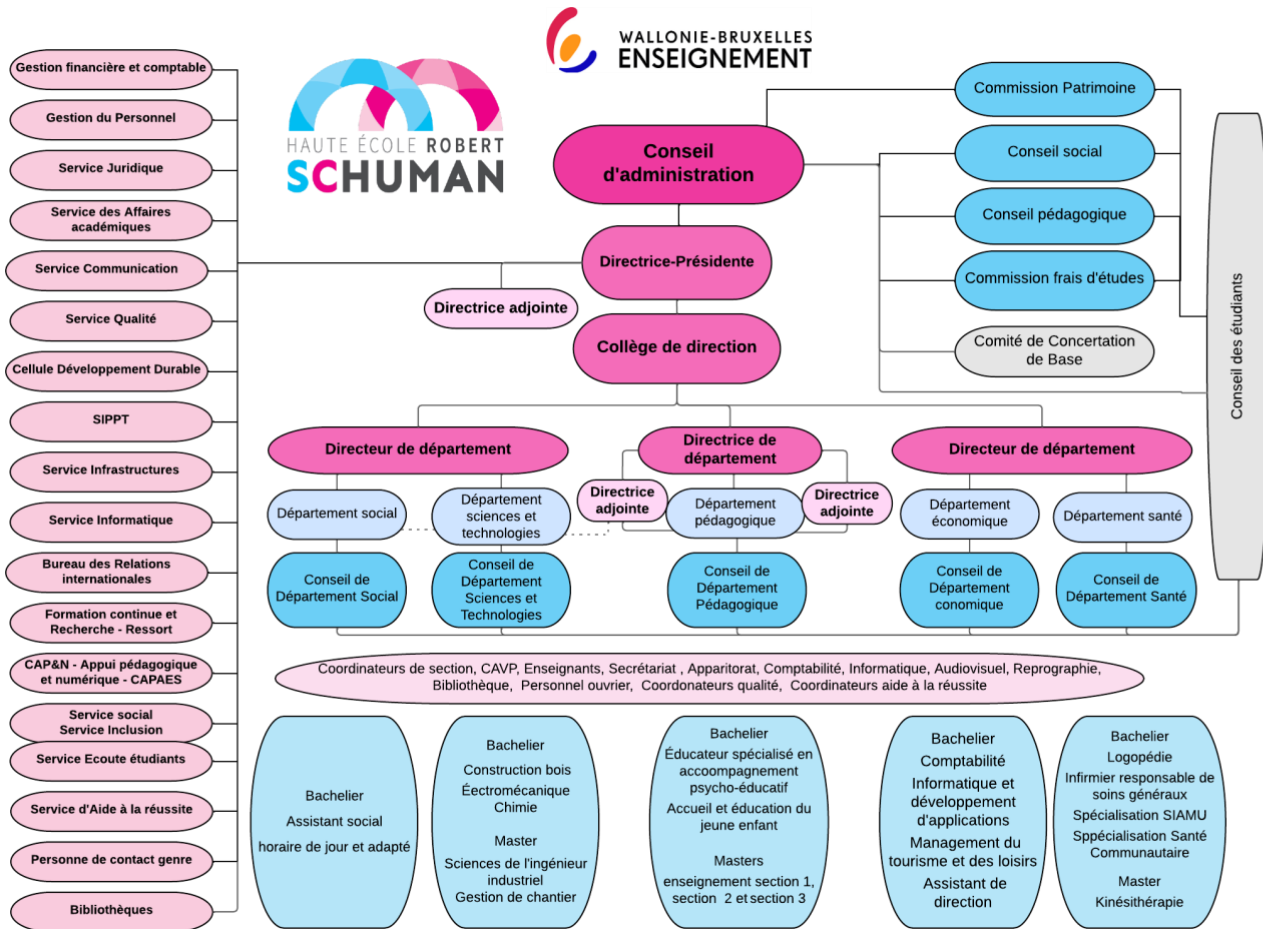 WALLONIE-BRUXELLES
ENSEIGNEMENT
HAUTE ÉCOLE ROBERT
SCHUMAN
Gestion financière et comptable
Gestion du Personnel
Service Juridique
Service des Affaires
académiques
Service Communication
Service Qualité
Cellule Développement Durable
SIPPT
Service Infrastructures
Service Informatique
Bureau des Relations
internationales
Formation continue et
Recherche - Ressort
CAP&N - Appui pédagogique
et numérique - CAPAES
Service social
Service Inclusion
Service Ecoute étudiants
Service d'Aide à la réussite
Personne de contact genre
Bibliothèques
Conseil
d'administration
Directrice-Présidente
Directrice adjointe
Collège de direction
Commission Patrimoine
Conseil social
Conseil pédagogique
Commission frais d'études
Comité de Concertation
de Base
Conseil des étudiants
Directeur de département
Directrice de
département
Directeur de département
Département social
Département
sciences et
technologies
Directrice
adjointe
Département
pédagogique
Directrice
adjointe
Département
économique
Département santé
Conseil de
Département Social
Conseil de
Département
Sciences et
Technologies
Conseil de
Département
Pédagogique
Conseil de
Département
conomique
Conseil de
Département Santé
Coordinateurs de section, CAVP, Enseignants, Secrétariat , Apparitorat, Comptabilité, Informatique, Audiovisuel, Reprographie,
Bibliothèque, Personnel ouvrier, Coordonateurs qualité, Coordinateurs aide à la réussite
Bachelier
Assistant social
horaire de jour et adapté
Bachelier
Construction bois
Éectromécanique
Chimie
Master
Sciences de l'ingénieur
industriel
Gestion de chantier
Bachelier
Éducateur spécialisé en
accompagnement
psycho-éducatif
Accueil et éducation du
jeune enfant
Masters
enseignement section 1,
section 2 et section 3
Bachelier
Comptabilité
Informatique et
développement
d'applications
Management du
tourisme et des loisirs
Assistant de
direction
Bachelier
Logopédie
Infirmier responsable de
soins généraux
Spécialisation SIAMU
Sppécialisation Santé
Communautaire
Master
Kinésithérapie